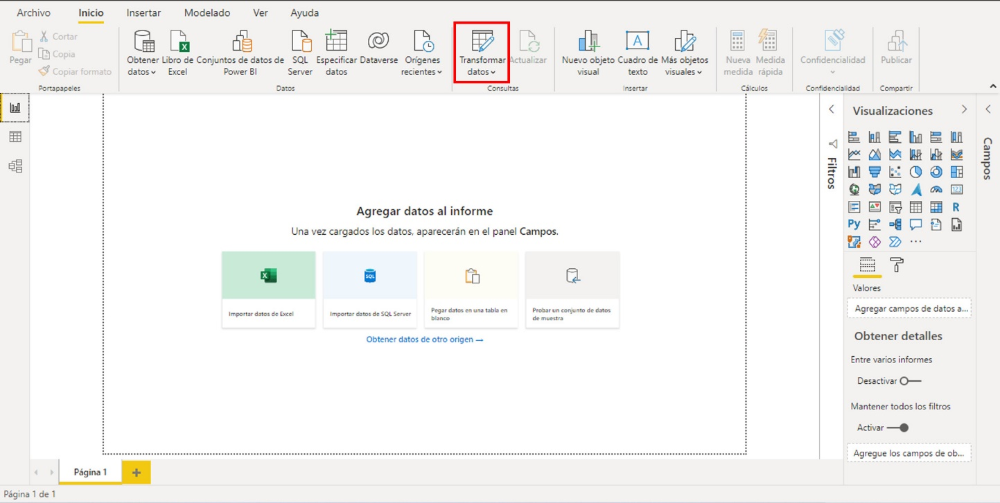 Archivo Inicio Insertar Modelado Ver Ayuda
Pegar
Cortar
Copia
Copiar formato
Portapapeles
Obtener
datos
Libro de
Excel
Conjuntos de datos de
Power BI
SQL
Server
Especificar
datos
Dataverse
Orígenes
recientes
Datos
Transformar
datos
Actualizar
Consultas
Nuevo objeto
visual
Cuadro de
texto
Más objetos
visuales
Insertar
Nueva
medida
Medida
rápida
Cálculos
Confidencialidad
Confidencialidad
Publicar
Compartir
Agregar datos al informe
Una vez cargados los datos, aparecerán en el panel Campos.
Importar datos de Excel
SQL
Importar datos de SQL Server
Pegar datos en una tabla en
blanco
Probar un conjunto de datos
de muestra
Obtener datos de otro origen →
Filtros
Visualizaciones
123
R
Py
Valores
Agregar campos de datos a...
Obtener detalles
Entre varios informes
Desactivar
Mantener todos los filtros
Activar
Agregue los campos de ob...
Campos
Página 1
Página 1 de 1